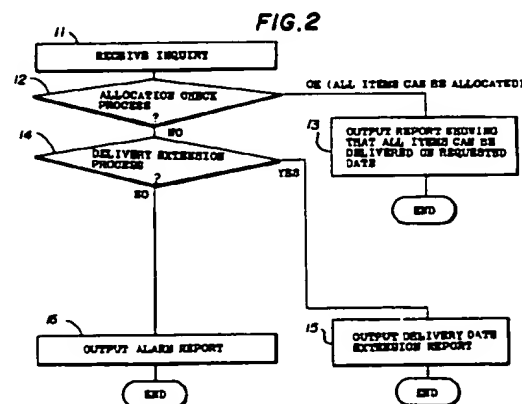 FIG.2
11
RECEIVE INQUIRY
12
ALLOCATION CHECK
PROCESS
?
OK (ALL ITEMS CAN BE ALLOCATED)
NO
13
OUTPUT REPORT SHOWING
THAT ALL ITEMS CAN BE
DELIVERED ON REQUESTED
DATE
END
14
DELIVERY EXTENSION
PROCESS
?
YES
NO
16
OUTPUT ALARM REPORT
END
15
OUTPUT DELIVERY DATE
EXTENSION REPORT
END